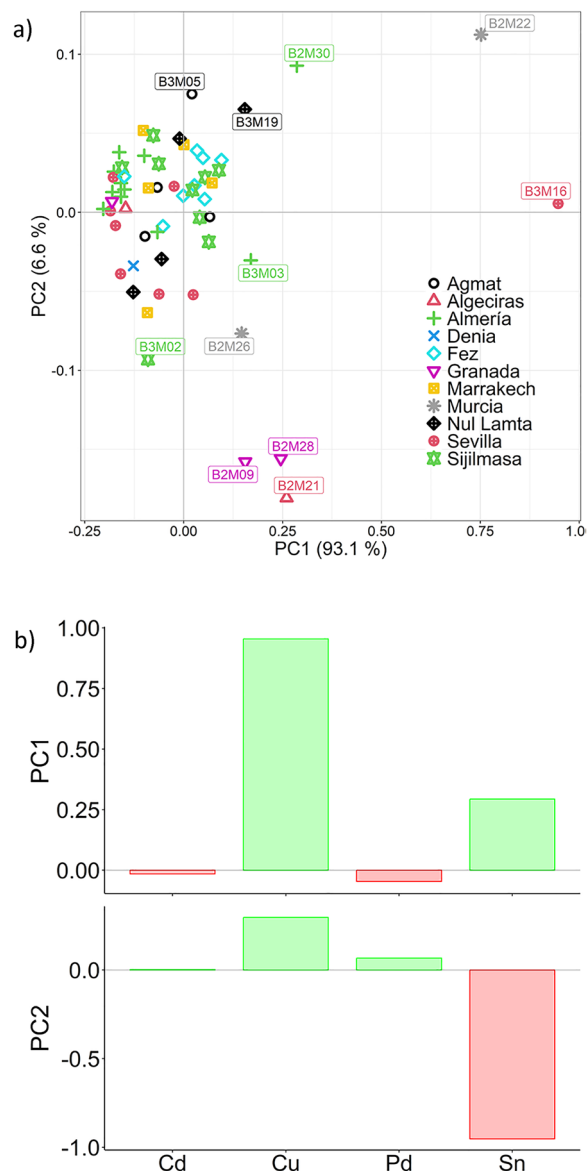 a)
B2M22
B2M30
B3M05
B3M19
B3M16
B3M03
B2M26
B3M02
B2M28
B2M09
B2M21
0.1
0.0
-0.1
PC2 (6.6 %)
Agmat
Algeciras
Almería
Denia
Fez
Granada
Marrakech
Murcia
Nul Lamta
Sevilla
Sijilmasa
-0.25 0.00 0.25 0.50 0.75 1.0
PC1 (93.1 %)
b)
1.00
0.75
0.50
0.25
0.00
PC1
0.0
-0.5
-1.0
PC2
Cd Cu Pd Sn